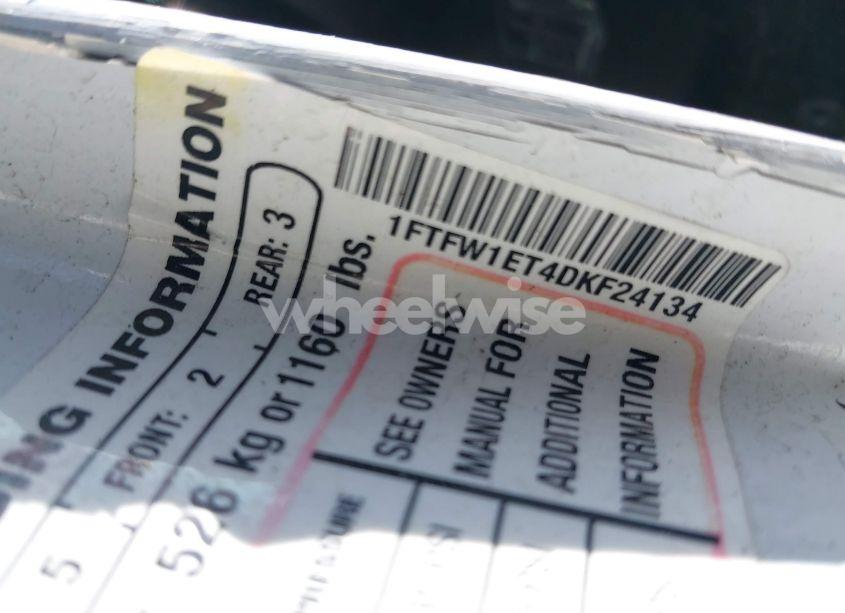 1FTFW1ET4DKF24134
ING INFORMATION
5 FRONT: 2 REAR: 3
526 kg or 1160 lbs.
SEE OWNERS
MANUAL FOR
ADDITIONAL
INFORMATION
wheelwise